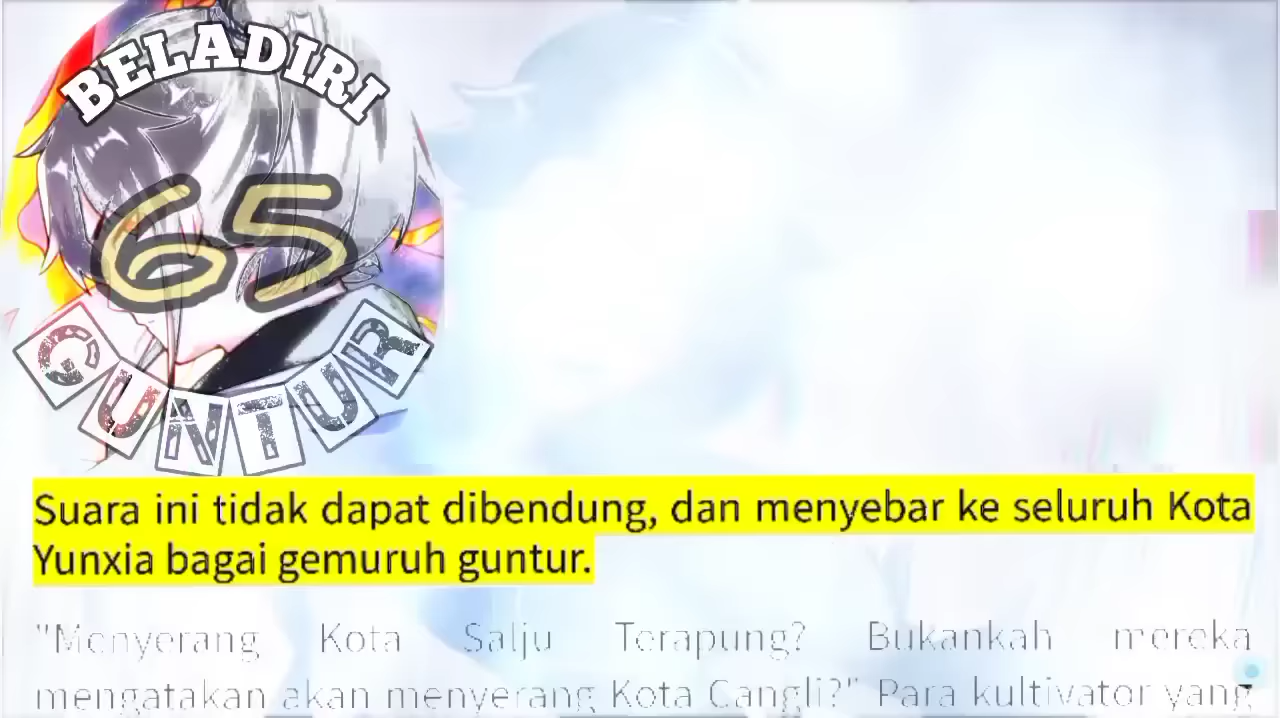 BELADIRI
65
GUNTUR
Suara ini tidak dapat dibendung, dan menyebar ke seluruh Kota
Yunxia bagai gemuruh guntur.
"Menyerang Kota Salju Terapung? Bukankah mereka
mengatakan akan menyerang Kota Cangli?" Para kultivator yang